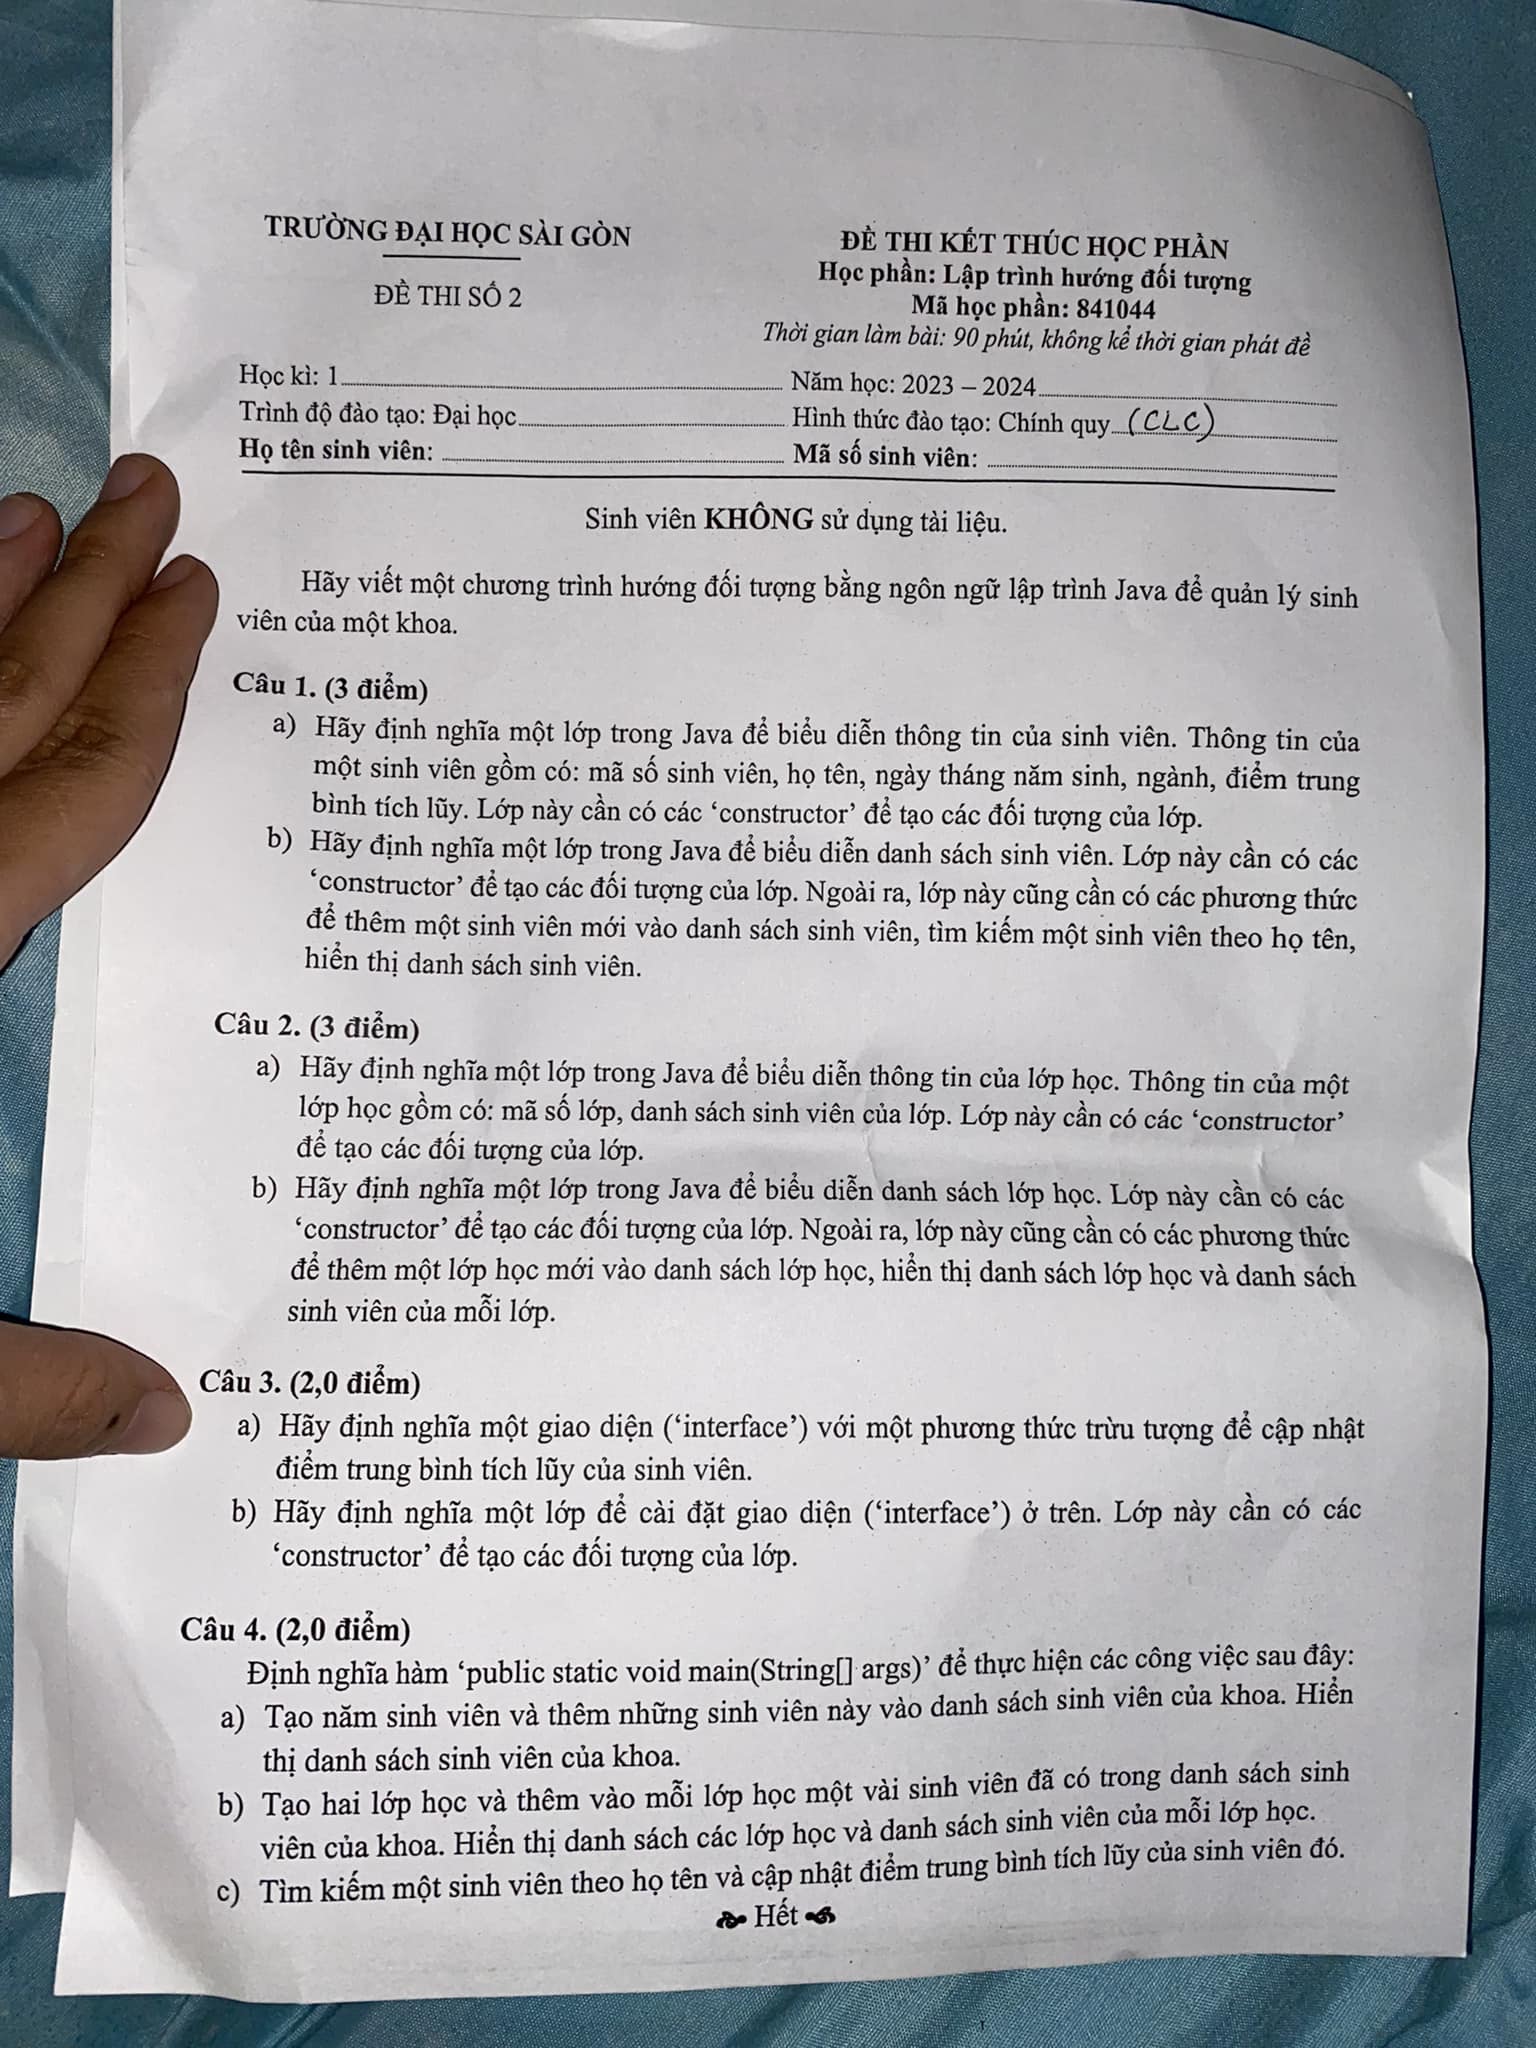 TRƯỜNG ĐẠI HỌC SÀI GÒN
ĐỀ THI SỐ 2
ĐỀ THI KẾT THÚC HỌC PHẦN
Học phần: Lập trình hướng đối tượng
Mã học phần: 841044
Thời gian làm bài: 90 phút, không kể thời gian phát đề
Học kì: 1
Năm học: 2023 – 2024
Trình độ đào tạo: Đại học
Hình thức đào tạo: Chính quy (CLC)
Họ tên sinh viên:
Mã số sinh viên:
Sinh viên KHÔNG sử dụng tài liệu.
Hãy viết một chương trình hướng đối tượng bằng ngôn ngữ lập trình Java để quản lý sinh
viên của một khoa.
Câu 1. (3 điểm)
a) Hãy định nghĩa một lớp trong Java để biểu diễn thông tin của sinh viên. Thông tin của
một sinh viên gồm có: mã số sinh viên, họ tên, ngày tháng năm sinh, ngành, điểm trung
bình tích lũy. Lớp này cần có các ‘constructor’ để tạo các đối tượng của lớp.
b) Hãy định nghĩa một lớp trong Java để biểu diễn danh sách sinh viên. Lớp này cần có các
‘constructor’ để tạo các đối tượng của lớp. Ngoài ra, lớp này cũng cần có các phương thức
để thêm một sinh viên mới vào danh sách sinh viên, tìm kiếm một sinh viên theo họ tên,
hiển thị danh sách sinh viên.
Câu 2. (3 điểm)
a) Hãy định nghĩa một lớp trong Java để biểu diễn thông tin của lớp học. Thông tin của một
lớp học gồm có: mã số lớp, danh sách sinh viên của lớp. Lớp này cần có các ‘constructor’
để tạo các đối tượng của lớp.
b) Hãy định nghĩa một lớp trong Java để biểu diễn danh sách lớp học. Lớp này cần có các
‘constructor’ để tạo các đối tượng của lớp. Ngoài ra, lớp này cũng cần có các phương thức
để thêm một lớp học mới vào danh sách lớp học, hiển thị danh sách lớp học và danh sách
sinh viên của mỗi lớp.
Câu 3. (2,0 điểm)
a) Hãy định nghĩa một giao diện (‘interface’) với một phương thức trừu tượng để cập nhật
điểm trung bình tích lũy của sinh viên.
b) Hãy định nghĩa một lớp để cài đặt giao diện (‘interface’) ở trên. Lớp này cần có các
‘constructor’ để tạo các đối tượng của lớp.
Câu 4. (2,0 điểm)
Định nghĩa hàm ‘public static void main(String[] args)’ để thực hiện các công việc sau đây:
a) Tạo năm sinh viên và thêm những sinh viên này vào danh sách sinh viên của khoa. Hiển
thị danh sách sinh viên của khoa.
b) Tạo hai lớp học và thêm vào mỗi lớp học một vài sinh viên đã có trong danh sách sinh
viên của khoa. Hiển thị danh sách các lớp học và danh sách sinh viên của mỗi lớp học.
c) Tìm kiếm một sinh viên theo họ tên và cập nhật điểm trung bình tích lũy của sinh viên đó.
Hết